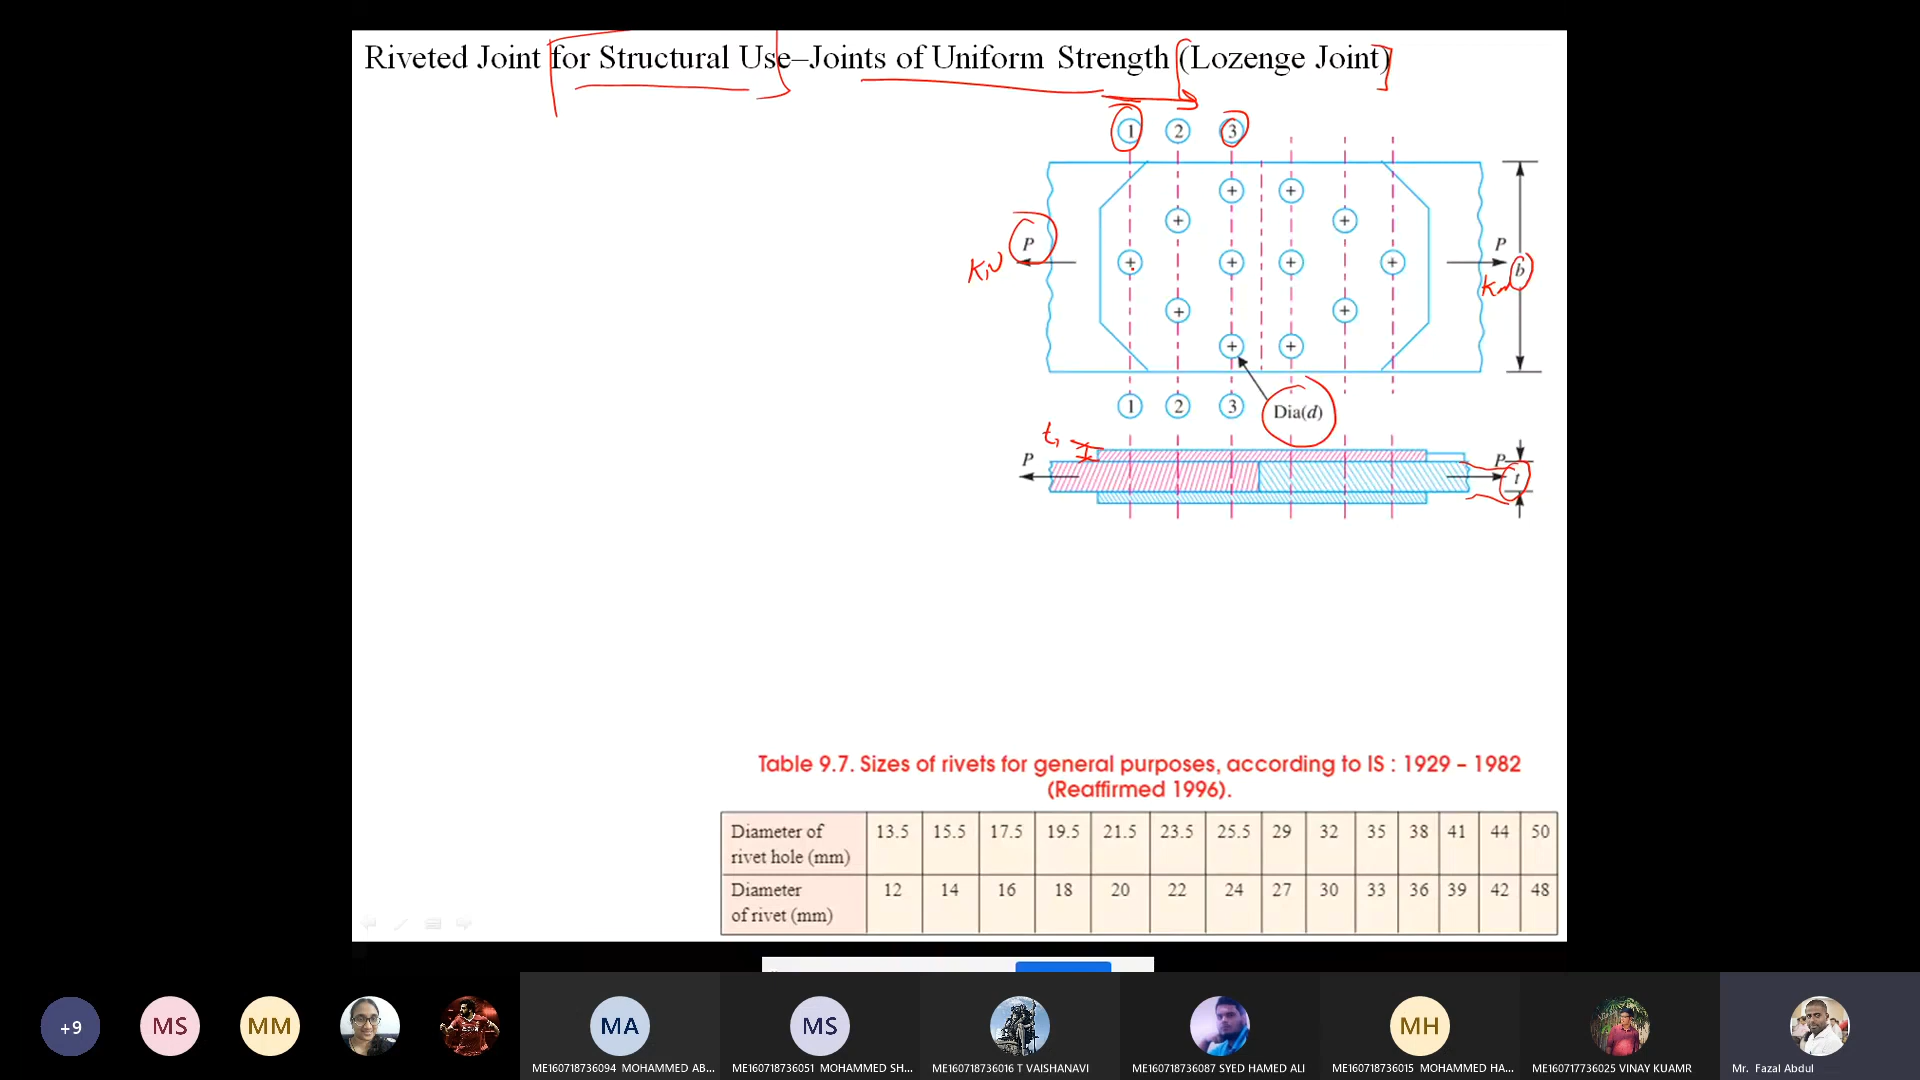 Riveted Joint for Structural Use–Joints of Uniform Strength (Lozenge Joint)
1 2 3
P P
KN b
Dia(d)
1 2 3
t1
P P
t
Table 9.7. Sizes of rivets for general purposes, according to IS : 1929 – 1982
(Reaffirmed 1996).
Diameter of rivet hole (mm) 13.5 15.5 17.5 19.5 21.5 23.5 25.5 29 32 35 38 41 44 50
Diameter of rivet (mm) 12 14 16 18 20 22 24 27 30 33 36 39 42 48
+9 MS MM MA MS MH
ME160718736094 MOHAMMED AB... ME160718736051 MOHAMMED SH... ME160718736016 T VAISHANAVI ME160718736087 SYED HAMED ALI ME160718736015 MOHAMMED HA... ME160717736025 VINAY KUAMR Mr. Fazal Abdul